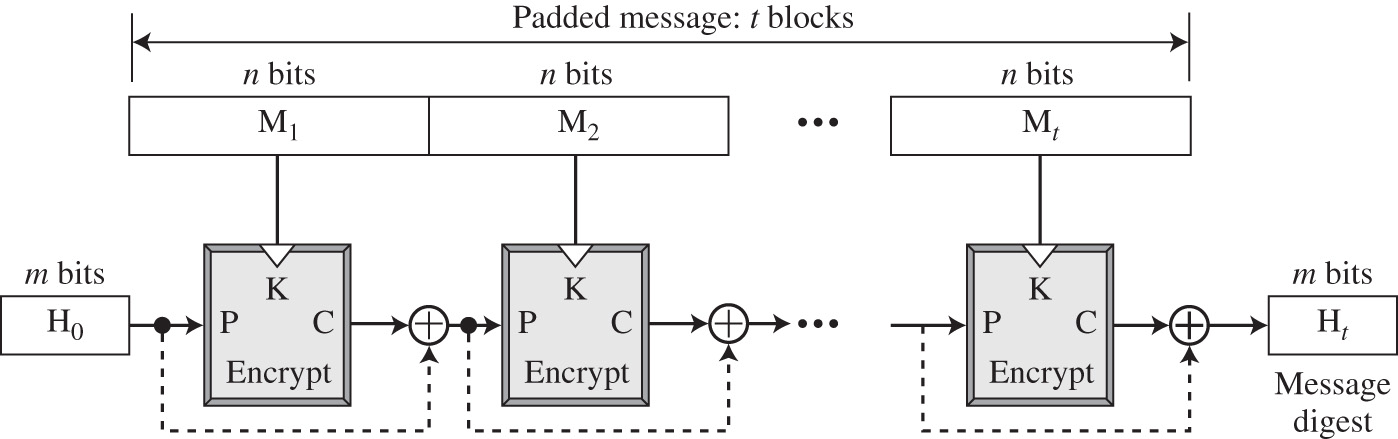 Padded message: t blocks
n bits n bits n bits
M₁ M₂ ••• Mₜ
m bits K K K m bits
H₀ P C P C ••• P C Hₜ
Encrypt Encrypt Encrypt Message
digest